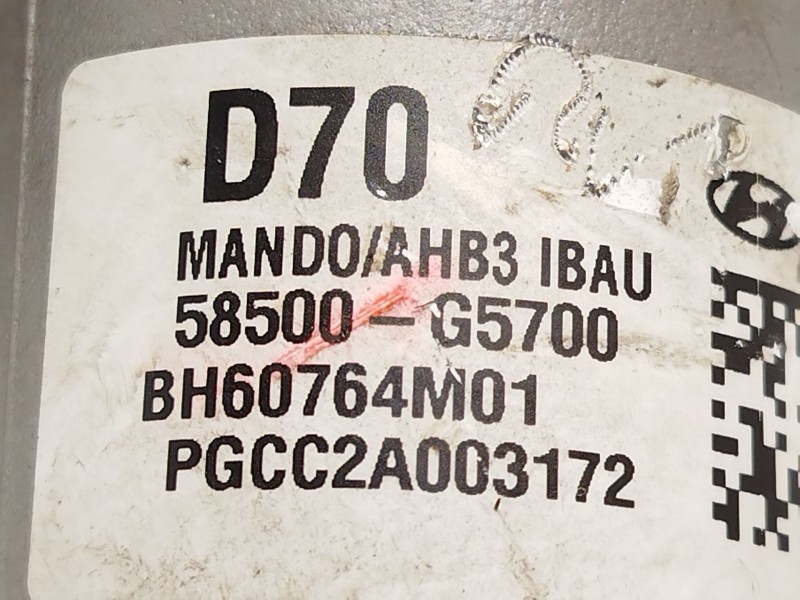 D70
MANDO/AHB3 IBAU
58500-G5700
BH60764M01
PGCC2A003172